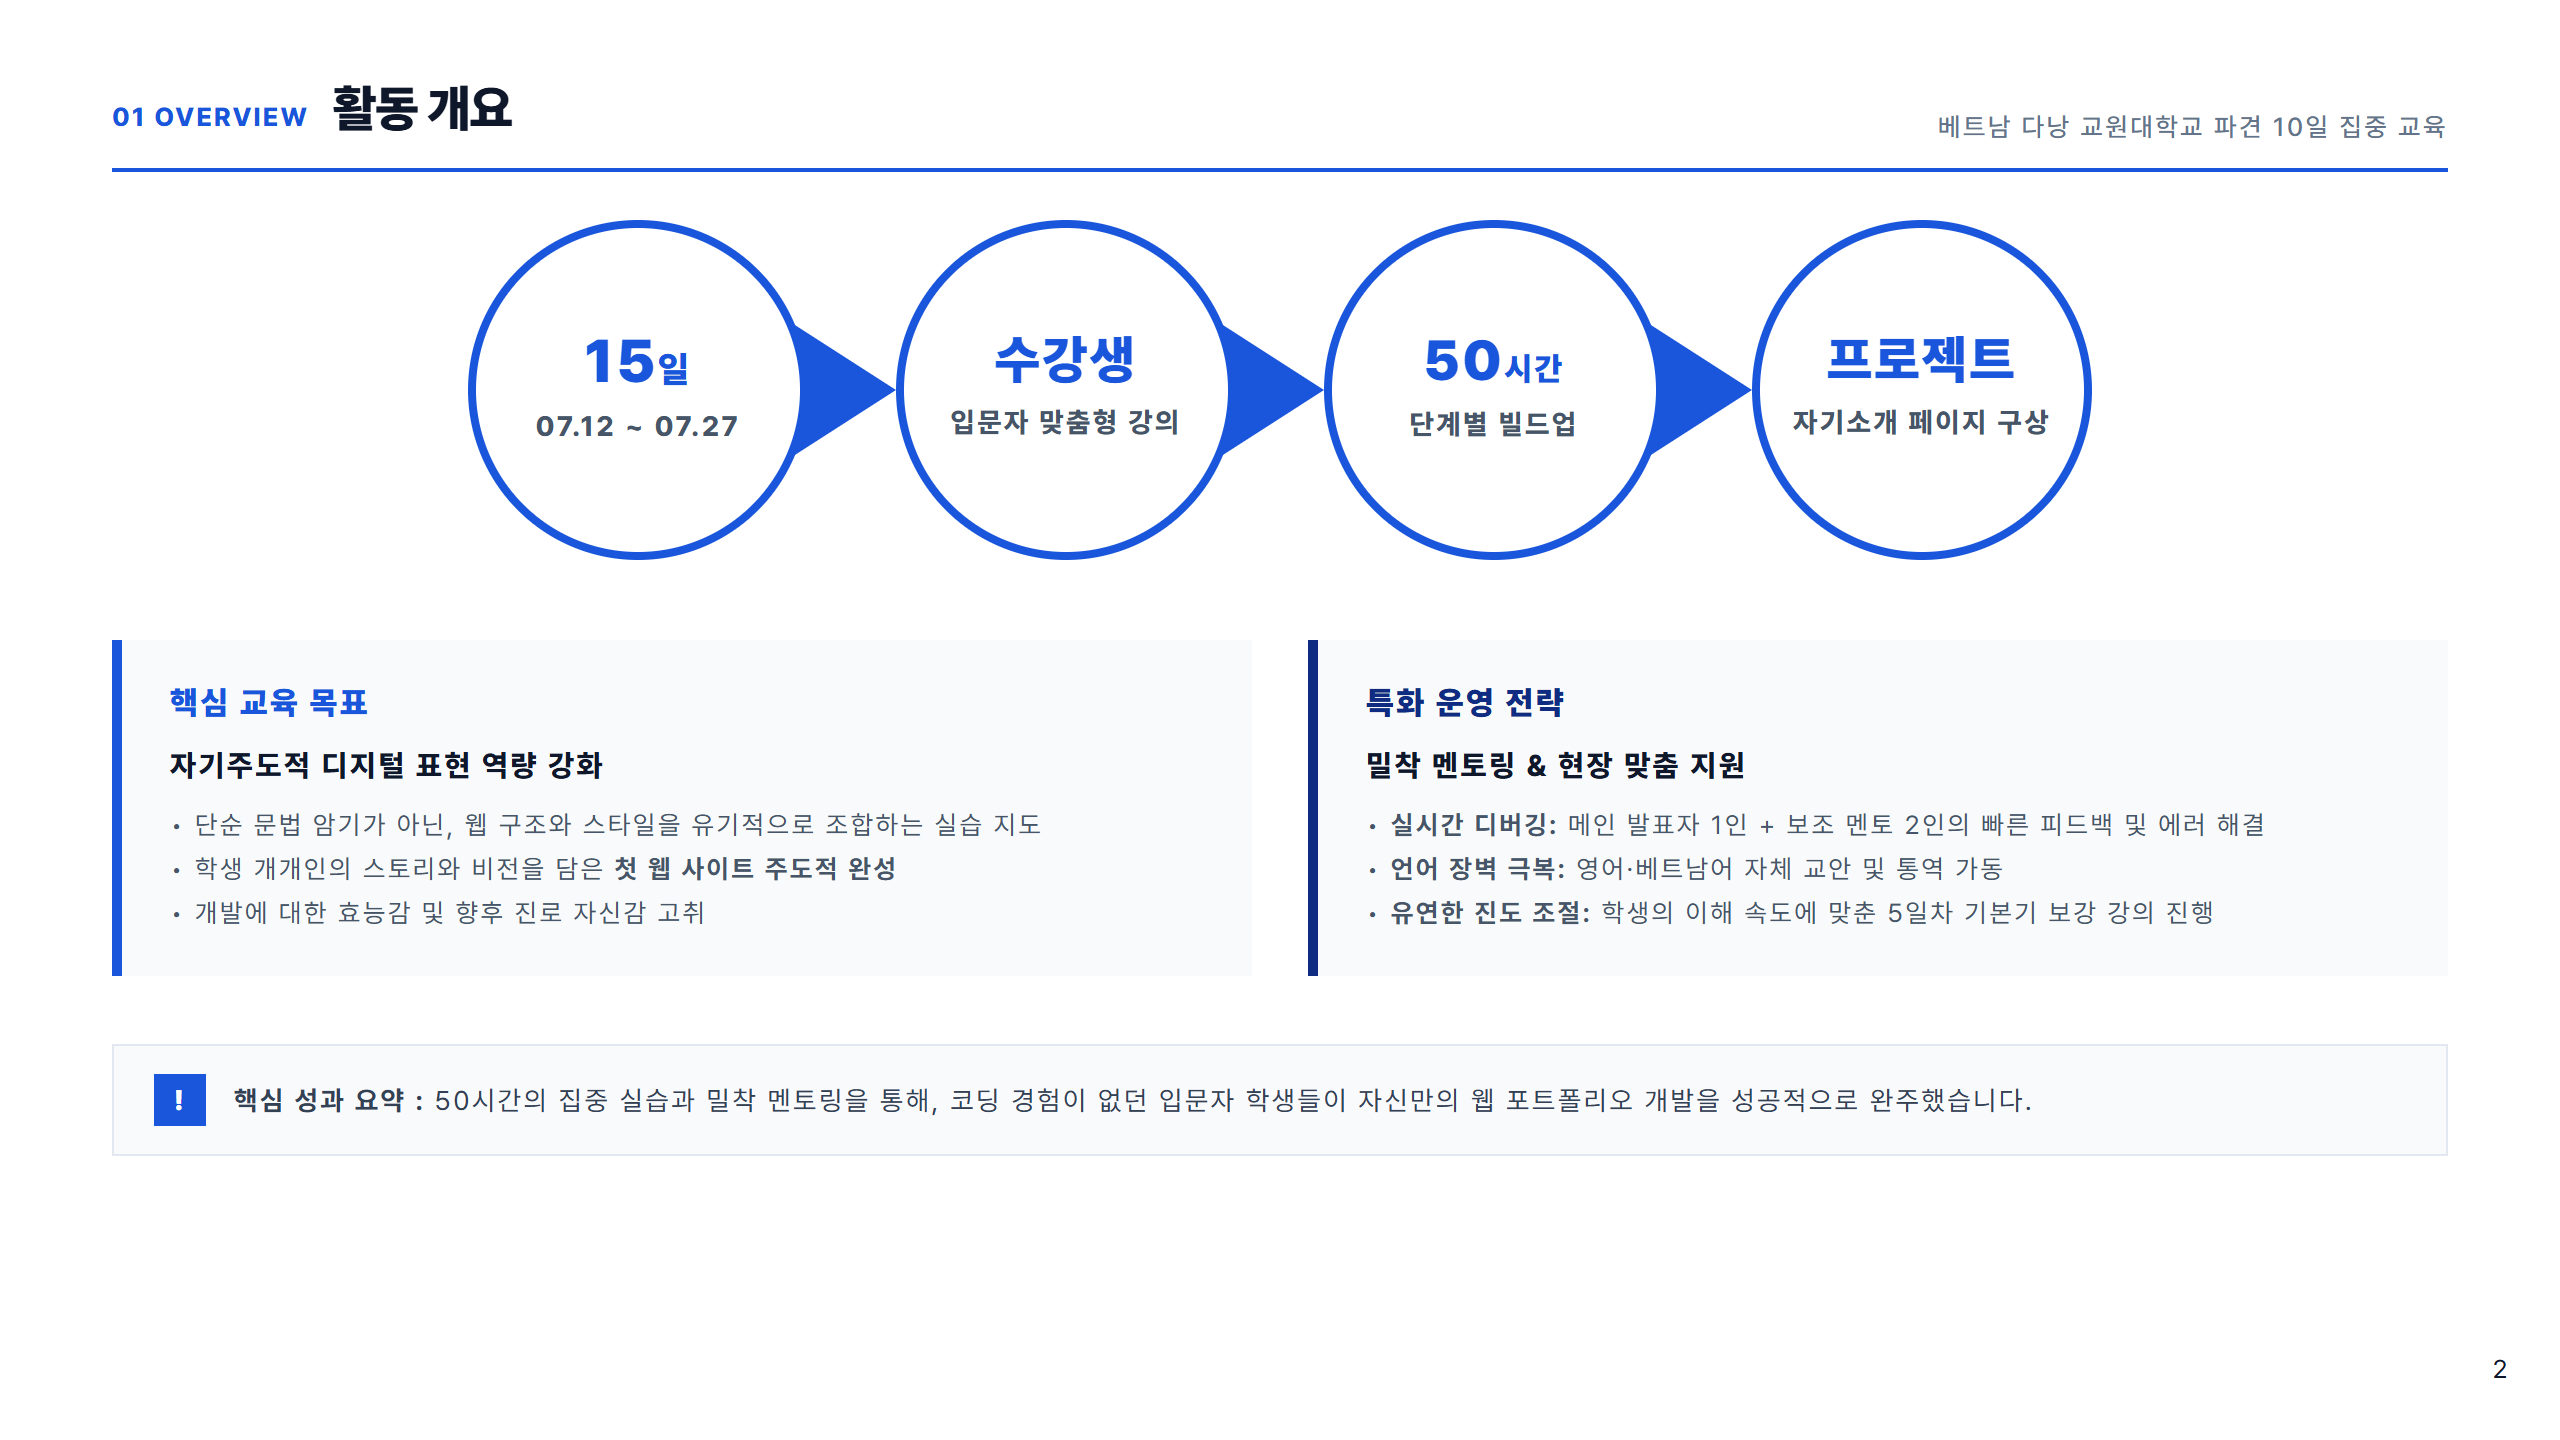 01 OVERVIEW 활동 개요
베트남 다낭 교원대학교 파견 10일 집중 교육
15일
07.12 ~ 07.27
수강생
입문자 맞춤형 강의
50시간
단계별 빌드업
프로젝트
자기소개 페이지 구상
핵심 교육 목표
자기주도적 디지털 표현 역량 강화
• 단순 문법 암기가 아닌, 웹 구조와 스타일을 유기적으로 조합하는 실습 지도
• 학생 개개인의 스토리와 비전을 담은 첫 웹 사이트 주도적 완성
• 개발에 대한 효능감 및 향후 진로 자신감 고취
특화 운영 전략
밀착 멘토링 & 현장 맞춤 지원
• 실시간 디버깅: 메인 발표자 1인 + 보조 멘토 2인의 빠른 피드백 및 에러 해결
• 언어 장벽 극복: 영어·베트남어 자체 교안 및 통역 가동
• 유연한 진도 조절: 학생의 이해 속도에 맞춘 5일차 기본기 보강 강의 진행
! 핵심 성과 요약 : 50시간의 집중 실습과 밀착 멘토링을 통해, 코딩 경험이 없던 입문자 학생들이 자신만의 웹 포트폴리오 개발을 성공적으로 완주했습니다.
2